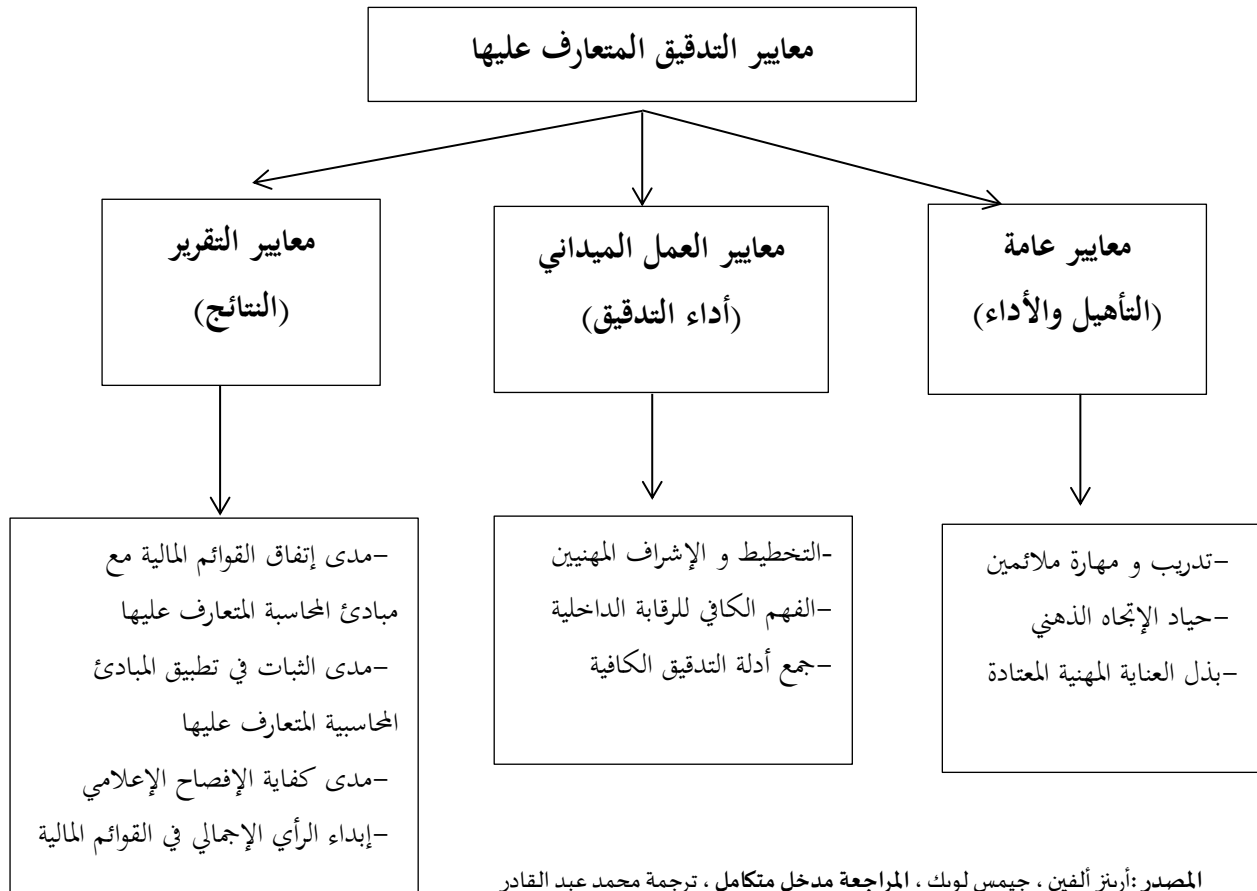 معايير التدقيق المتعارف عليها
معايير عامة
(التأهيل والأداء)
معايير العمل الميداني
(أداء التدقيق)
معايير التقرير
(النتائج)
–تدريب و مهارة ملائمين
–حياد الإتجاه الذهني
–بذل العناية المهنية المعتادة
-التخطيط و الإشراف المهنيين
–الفهم الكافي للرقابة الداخلية
–جمع أدلة التدقيق الكافية
–مدى إتفاق القوائم المالية مع
مبادئ المحاسبة المتعارف عليها
–مدى الثبات في تطبيق المبادئ
المحاسبية المتعارف عليها
–مدى كفاية الإفصاح الإعلامي
–إبداء الرأي الإجمالي في القوائم المالية
المصدر :أرينز ألفين ، جيمس لوبك ، المراجعة مدخل متكامل ، ترجمة محمد عبد القادر